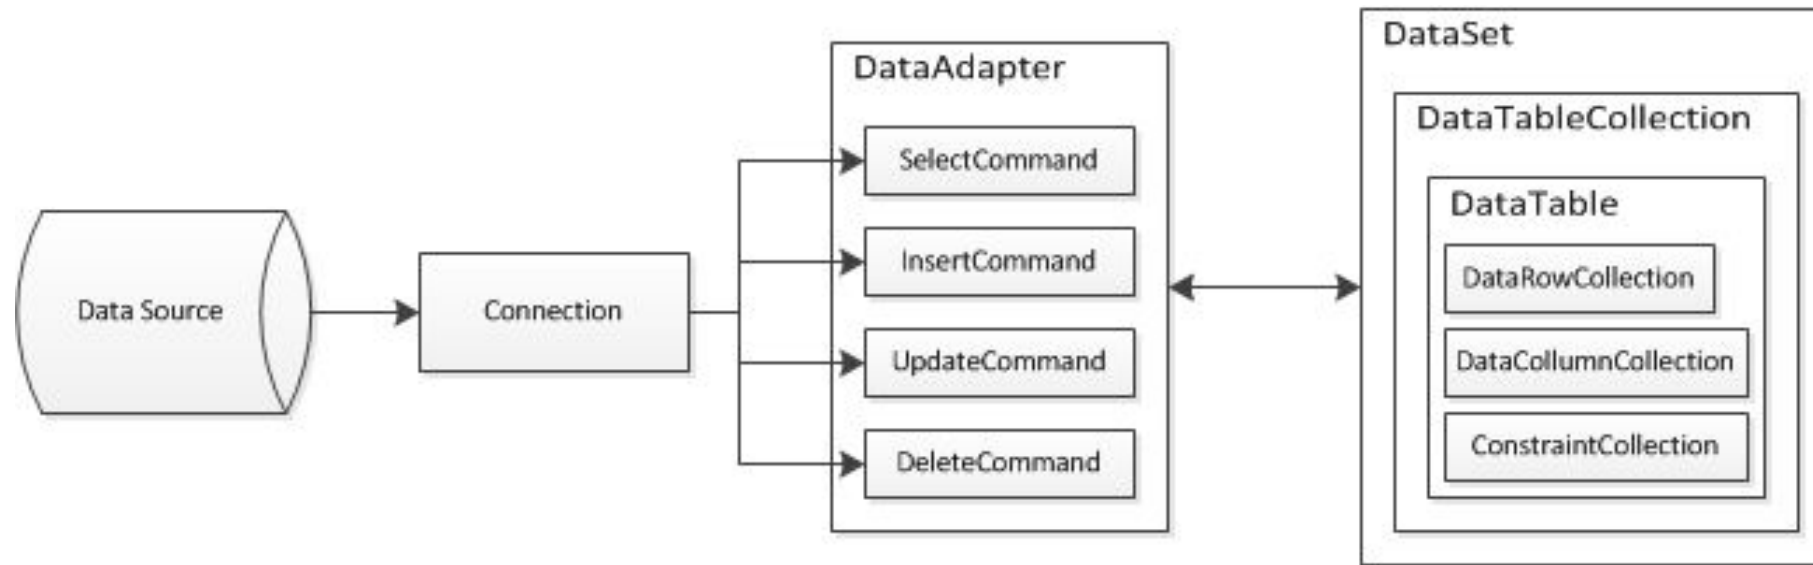 Data Source
Connection
DataAdapter
SelectCommand
InsertCommand
UpdateCommand
DeleteCommand
DataSet
DataTableCollection
DataTable
DataRowCollection
DataCollumnCollection
ConstraintCollection